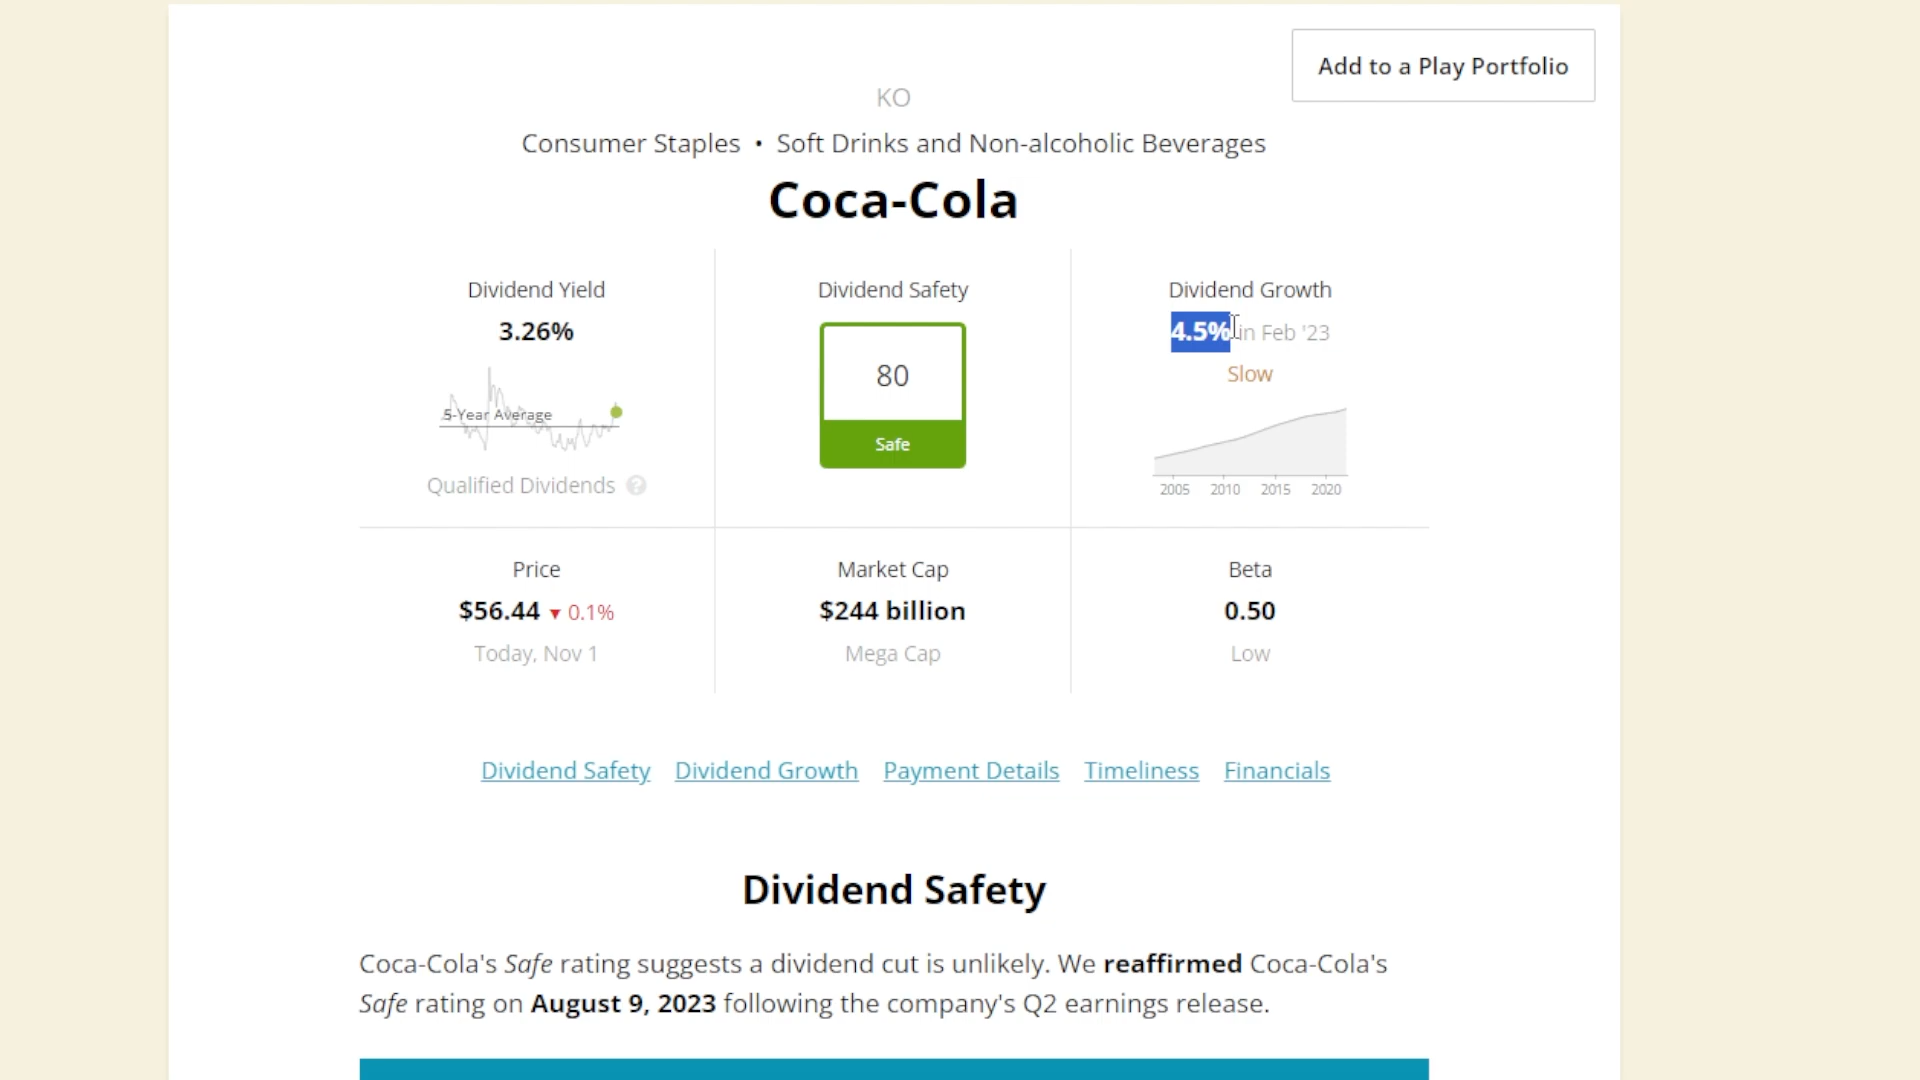 Add to a Play Portfolio
KO
Consumer Staples • Soft Drinks and Non-alcoholic Beverages
Coca-Cola
Dividend Yield
3.26%
5-Year Average
Qualified Dividends ?
Dividend Safety
80
Safe
Dividend Growth
4.5% in Feb '23
Slow
2005 2010 2015 2020
Price
$56.44 ▼ 0.1%
Today, Nov 1
Market Cap
$244 billion
Mega Cap
Beta
0.50
Low
Dividend Safety Dividend Growth Payment Details Timeliness Financials
Dividend Safety
Coca-Cola's Safe rating suggests a dividend cut is unlikely. We reaffirmed Coca-Cola's
Safe rating on August 9, 2023 following the company's Q2 earnings release.